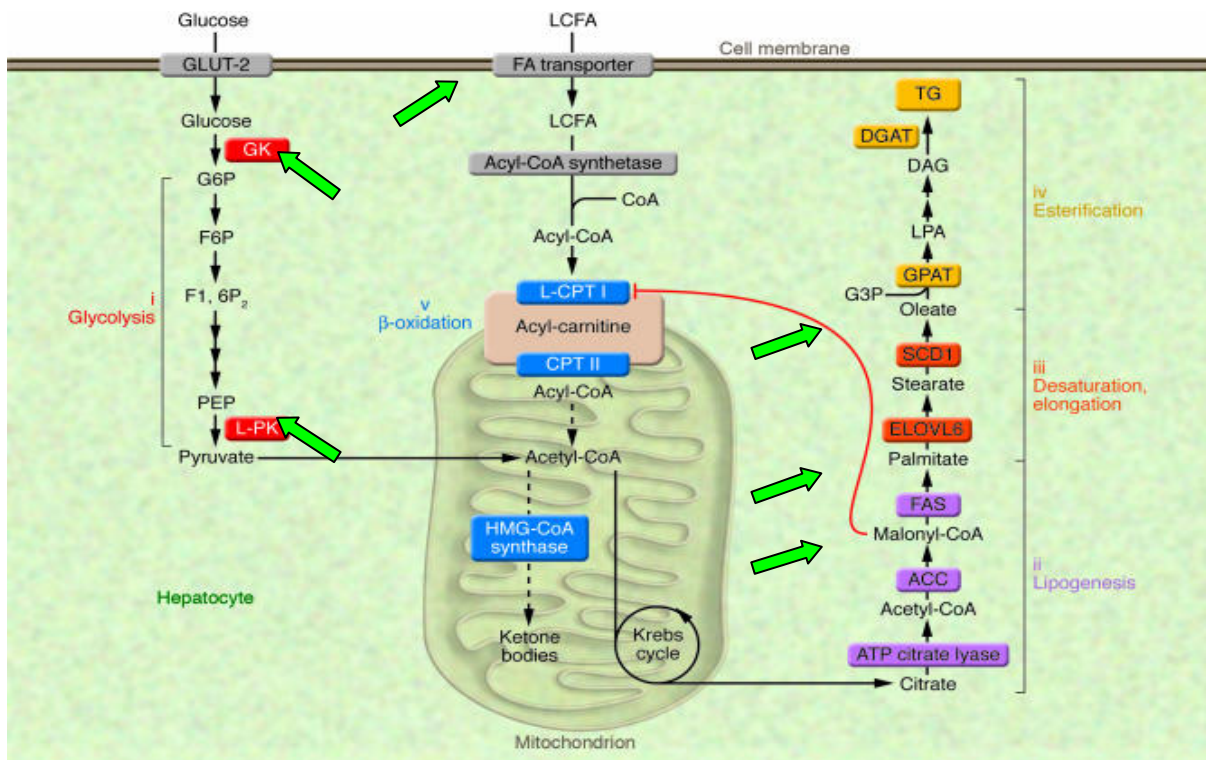 Glucose
LCFA
Cell membrane
GLUT-2
FA transporter
Glucose
GK
G6P
F6P
F1, 6P2
PEP
L-PK
Pyruvate
i
Glycolysis
LCFA
Acyl-CoA synthetase
CoA
Acyl-CoA
L-CPT I
v
β-oxidation
Acyl-carnitine
CPT II
Acyl-CoA
Acetyl-CoA
HMG-CoA
synthase
Ketone
bodies
Krebs
cycle
Hepatocyte
Mitochondrion
TG
DGAT
DAG
LPA
GPAT
G3P
Oleate
SCD1
Stearate
ELOVL6
Palmitate
FAS
Malonyl-CoA
ACC
Acetyl-CoA
ATP citrate lyase
Citrate
iv
Esterification
iii
Desaturation,
elongation
ii
Lipogenesis